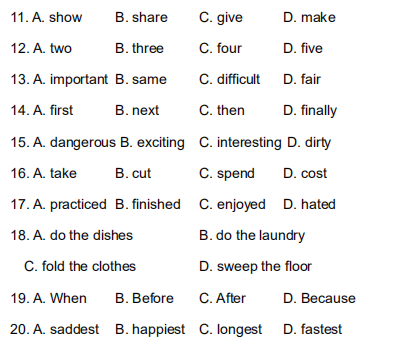 11. A. show B. share C. give D. make
12. A. two B. three C. four D. five
13. A. important B. same C. difficult D. fair
14. A. first B. next C. then D. finally
15. A. dangerous B. exciting C. interesting D. dirty
16. A. take B. cut C. spend D. cost
17. A. practiced B. finished C. enjoyed D. hated
18. A. do the dishes B. do the laundry
C. fold the clothes D. sweep the floor
19. A. When B. Before C. After D. Because
20. A. saddest B. happiest C. longest D. fastest